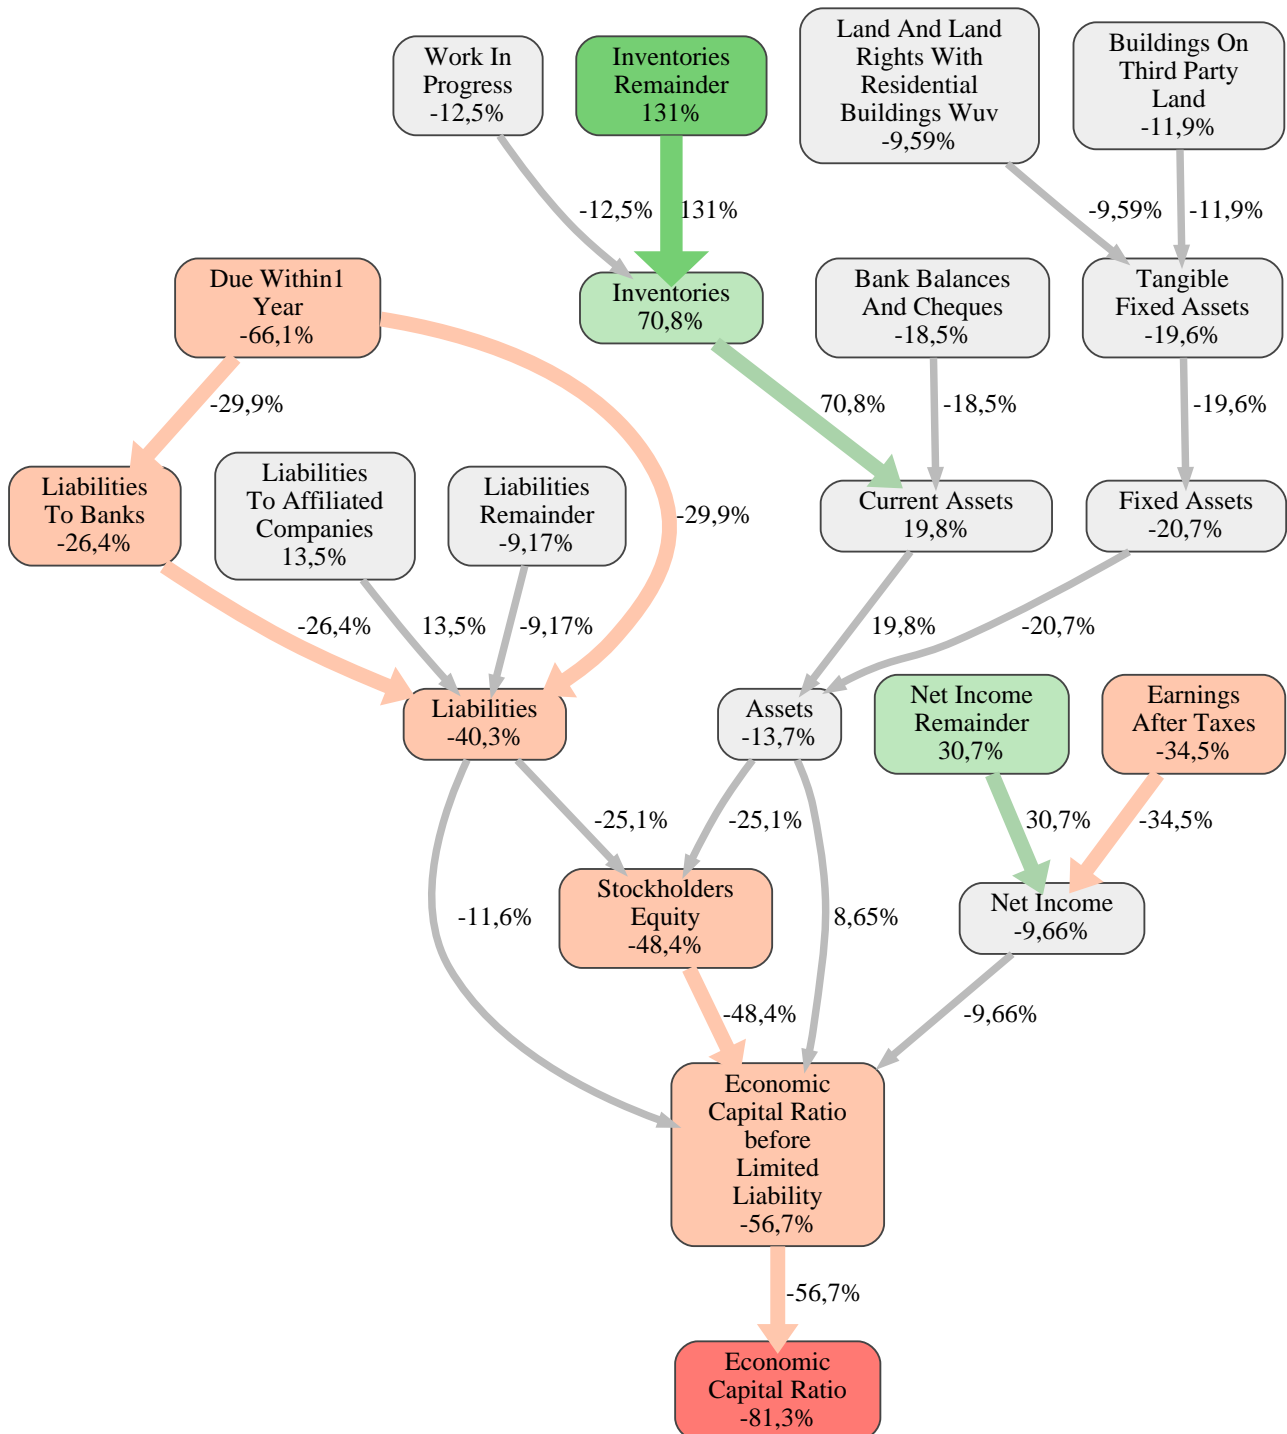 Work In
Progress
-12,5%
Inventories
Remainder
131%
Land And Land
Rights With
Residential
Buildings Wuv
-9,59%
Buildings On
Third Party
Land
-11,9%
-12,5%
131%
-9,59%
-11,9%
Due Within1
Year
-66,1%
Inventories
70,8%
Bank Balances
And Cheques
-18,5%
Tangible
Fixed Assets
-19,6%
-29,9%
70,8%
-18,5%
-19,6%
Liabilities
To Banks
-26,4%
Liabilities
To Affiliated
Companies
13,5%
Liabilities
Remainder
-9,17%
-29,9%
Current Assets
19,8%
Fixed Assets
-20,7%
-26,4%
13,5%
-9,17%
19,8%
-20,7%
Liabilities
-40,3%
Assets
-13,7%
Net Income
Remainder
30,7%
Earnings
After Taxes
-34,5%
-25,1%
-25,1%
30,7%
-34,5%
-11,6%
Stockholders
Equity
-48,4%
8,65%
Net Income
-9,66%
-48,4%
-9,66%
Economic
Capital Ratio
before
Limited
Liability
-56,7%
-56,7%
Economic
Capital Ratio
-81,3%